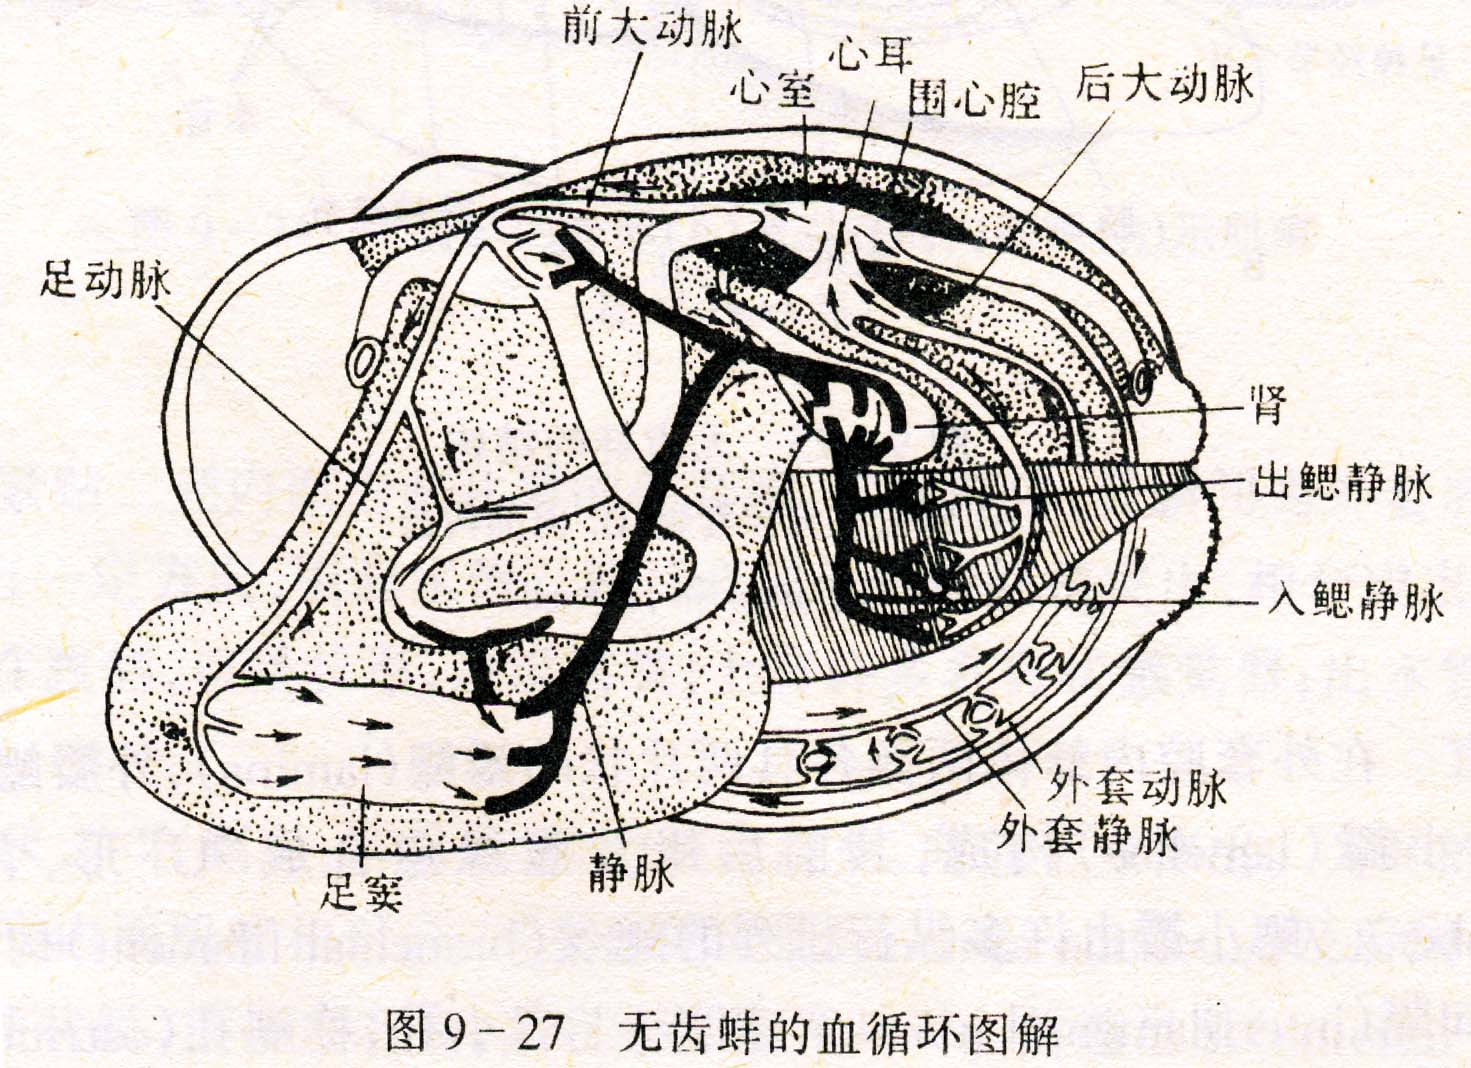 前大动脉
心耳
心室
围心腔
后大动脉
足动脉
肾
出鳃静脉
入鳃静脉
外套动脉
外套静脉
静脉
足窦
图 9-27 无齿蚌的血循环图解